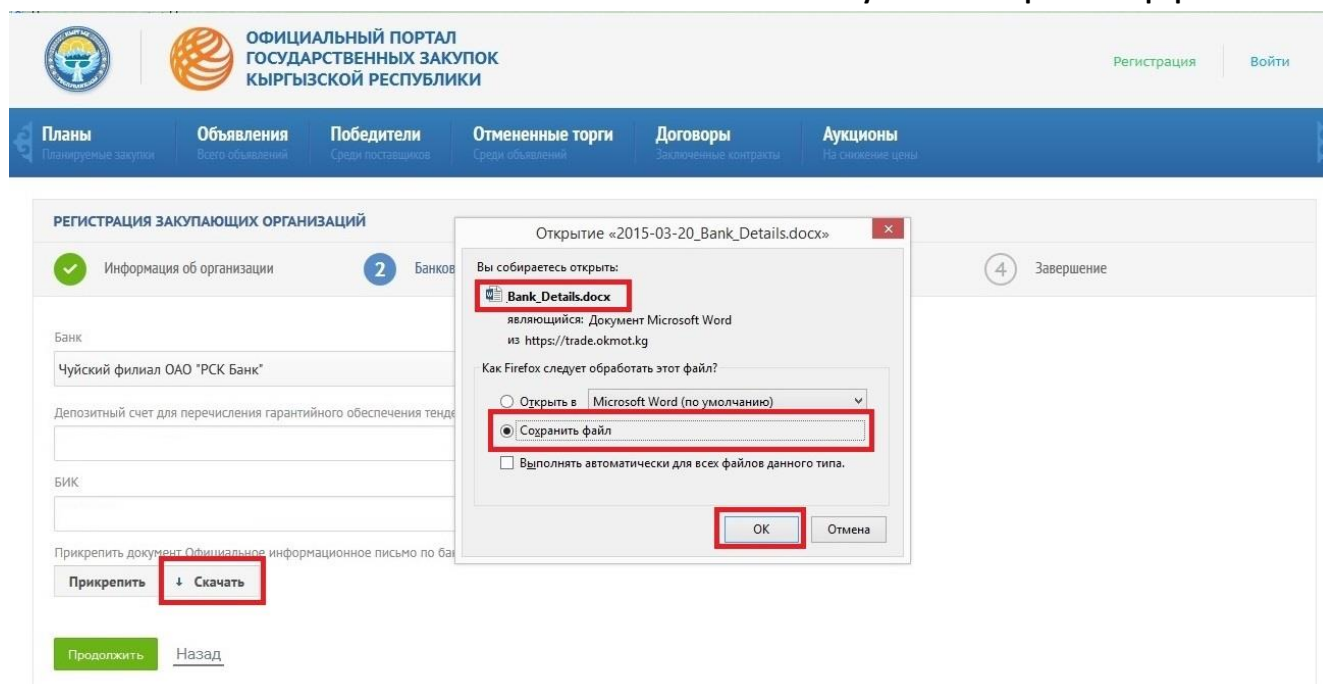 ОФИЦИАЛЬНЫЙ ПОРТАЛ
ГОСУДАРСТВЕННЫХ ЗАКУПОК
КЫРГЫЗСКОЙ РЕСПУБЛИКИ
Регистрация Войти
Планы Объявления Победители Отмененные торги Договоры Аукционы
Планируемые закупки Всего объявлений Среди поставщиков Среди объявлений Заключенные контракты На снижение цены
РЕГИСТРАЦИЯ ЗАКУПАЮЩИХ ОРГАНИЗАЦИЙ
Информация об организации 2 Банков
4 Завершение
Открытие «2015-03-20_Bank_Details.docx»
Вы собираетесь открыть:
Bank_Details.docx
являющийся: Документ Microsoft Word
из https://trade.okmot.kg
Как Firefox следует обработать этот файл?
Открыть в Microsoft Word (по умолчанию)
Сохранить файл
Выполнять автоматически для всех файлов данного типа.
OK Отмена
Банк
Чуйский филиал ОАО "РСК Банк"
Депозитный счет для перечисления гарантийного обеспечения тенде
БИК
Прикрепить документ Официальное информационное письмо по ба
Прикрепить Скачать
Продолжить Назад